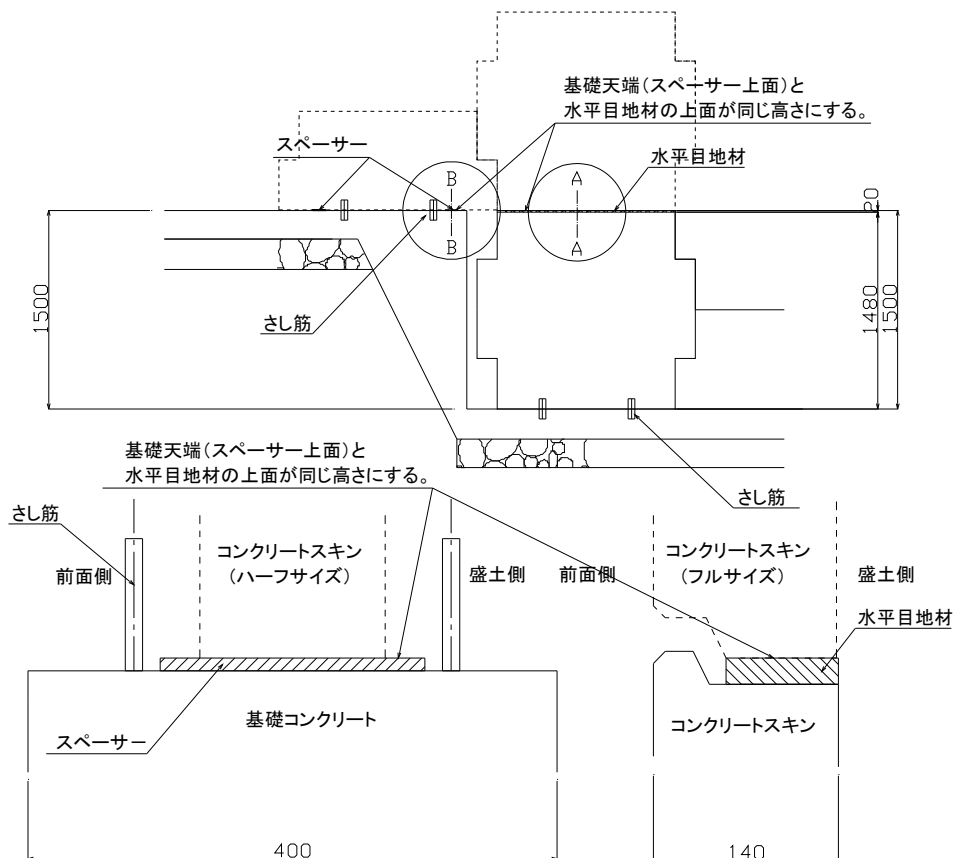 基礎天端(スペーサー上面)と
水平目地材の上面が同じ高さにする。
スペーサー
水平目地材
B
A
B
A
20
1500
1480
1500
さし筋
基礎天端(スペーサー上面)と
水平目地材の上面が同じ高さにする。
さし筋
さし筋
前面側
コンクリートスキン
(ハーフサイズ)
盛土側
前面側
コンクリートスキン
(フルサイズ)
盛土側
水平目地材
基礎コンクリート
スペーサー
コンクリートスキン
400
140